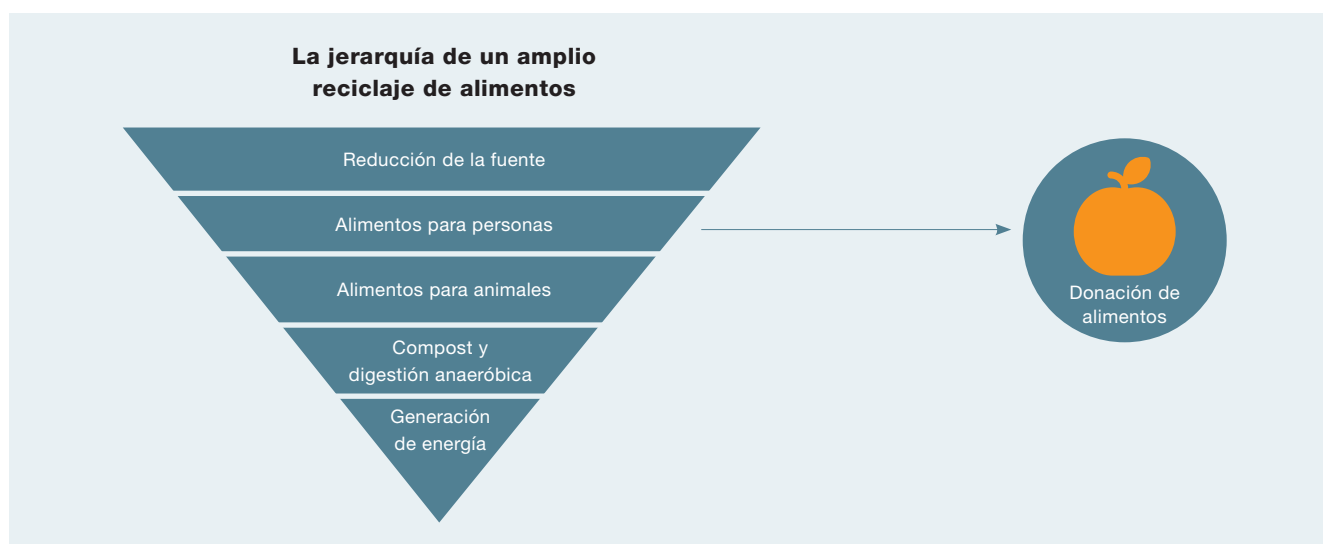 La jerarquía de un amplio
reciclaje de alimentos
Reducción de la fuente
Alimentos para personas
Alimentos para animales
Compost y
digestión anaeróbica
Generación
de energía
Donación de
alimentos